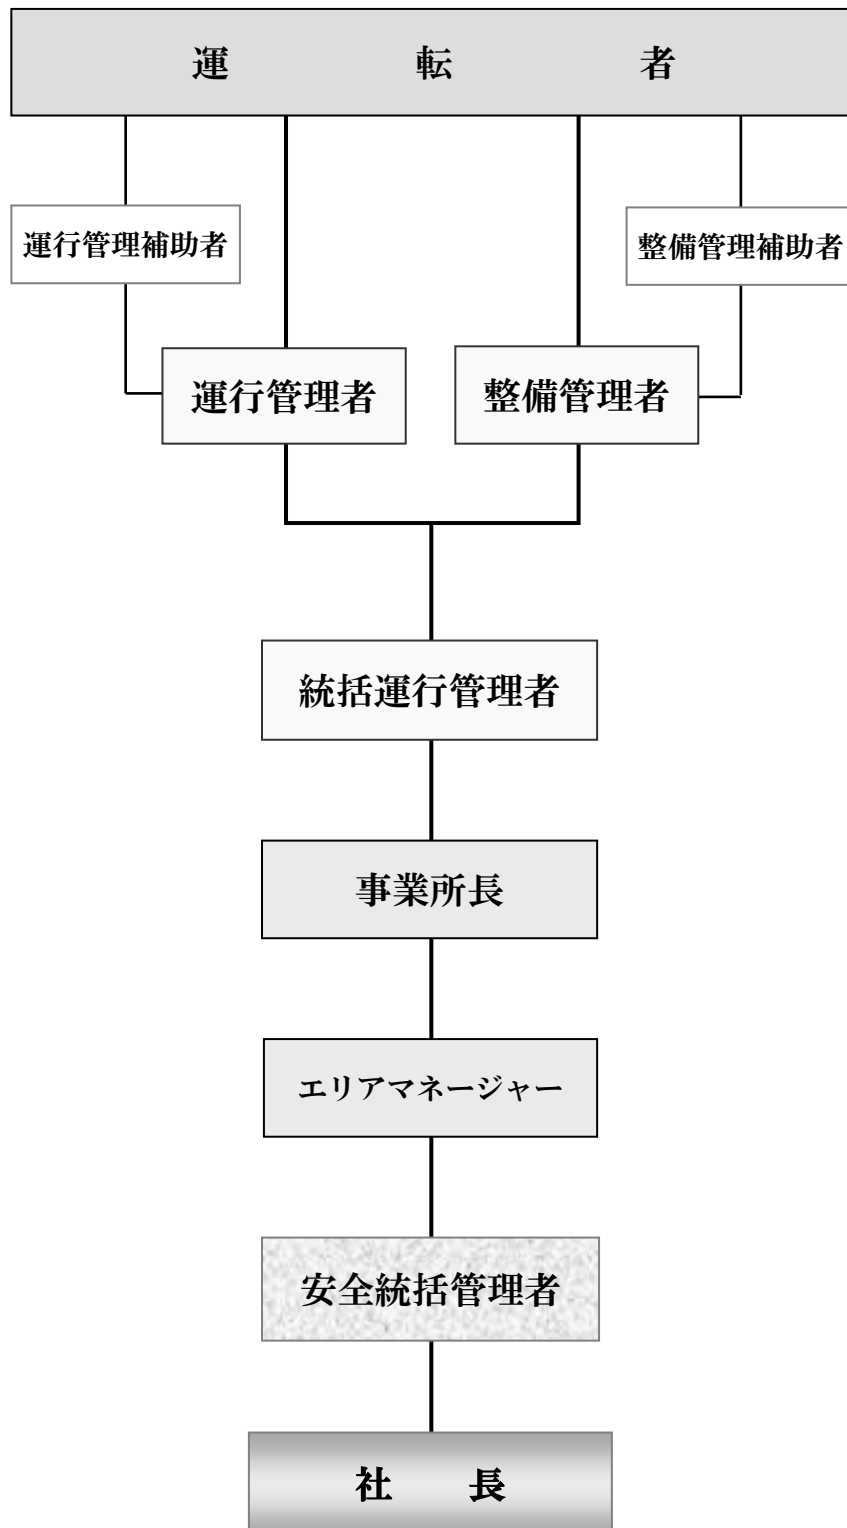 運　転　者
運行管理補助者
整備管理補助者
運行管理者
整備管理者
統括運行管理者
事業所長
エリアマネージャー
安全統括管理者
社　長